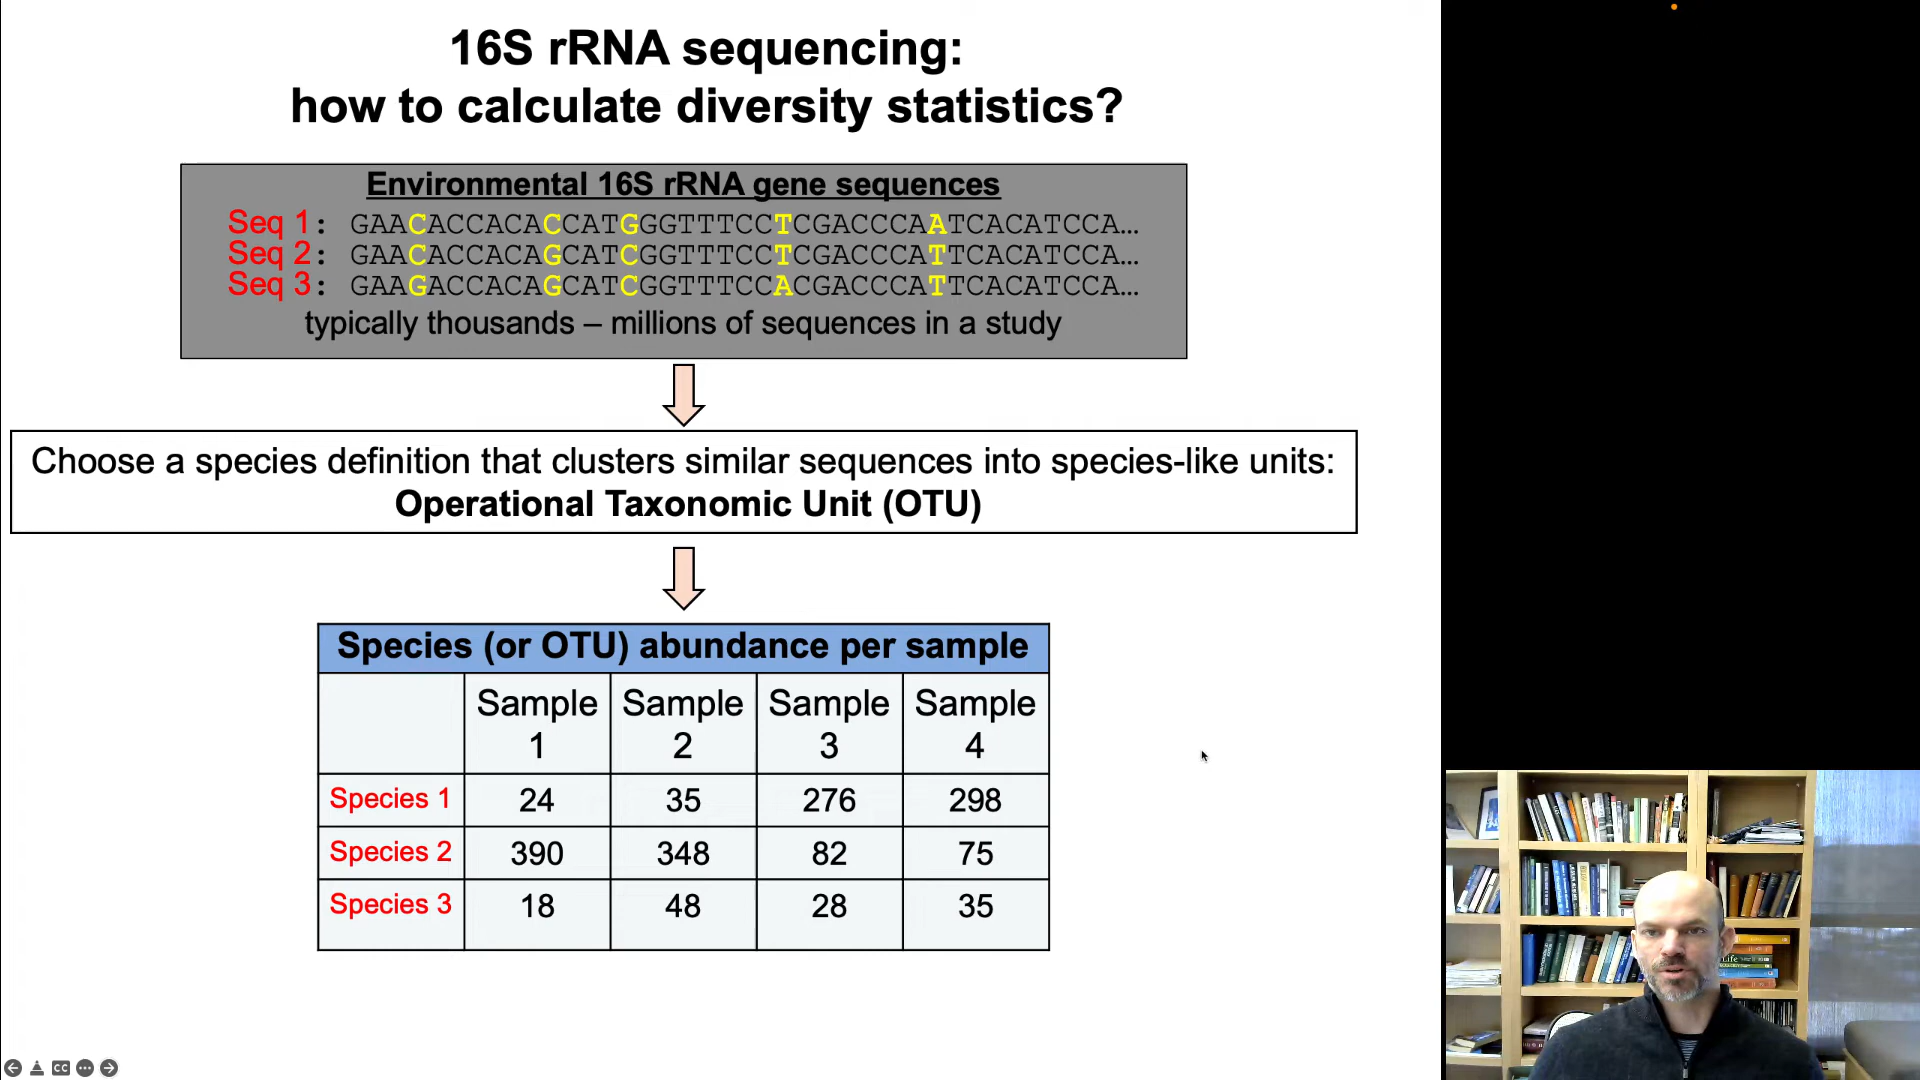 16S rRNA sequencing:
how to calculate diversity statistics?
Environmental 16S rRNA gene sequences
Seq 1: GAACACCACACCATGGGTTTCCTCGACCCAATCACATCCA…
Seq 2: GAACACCACAGCATCGGTTTCCTCGACCCATTCACATCCA…
Seq 3: GAAGACCACAGCATCGGTTTCCACGACCCATTCACATCCA…
typically thousands – millions of sequences in a study
Choose a species definition that clusters similar sequences into species-like units:
Operational Taxonomic Unit (OTU)
Species (or OTU) abundance per sample
Sample 1 Sample 2 Sample 3 Sample 4
Species 1 24 35 276 298
Species 2 390 348 82 75
Species 3 18 48 28 35
Life
CC